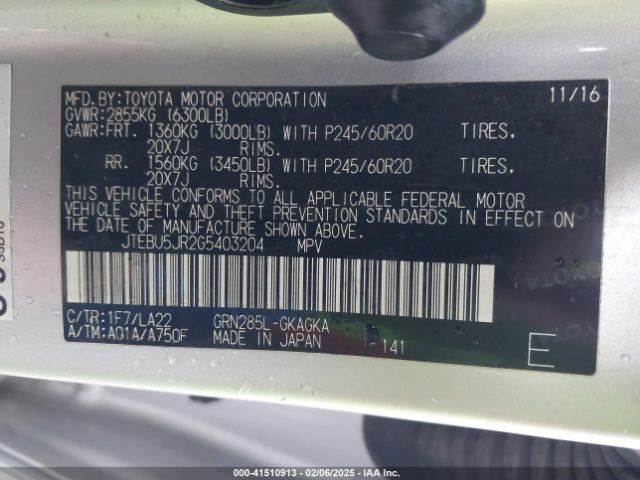 MFD.BY:TOYOTA MOTOR CORPORATION 11/16
GVWR:2855KG (6300LB)
GAWR:FRT. 1360KG (3000LB) WITH P245/60R20 TIRES.
20X7J RIMS.
RR. 1560KG (3450LB) WITH P245/60R20 TIRES.
20X7J RIMS.
THIS VEHICLE CONFORMS TO ALL APPLICABLE FEDERAL MOTOR
VEHICLE SAFETY AND THEFT PREVENTION STANDARDS IN EFFECT ON
THE DATE OF MANUFACTURE SHOWN ABOVE.
JTEBU5JR2G5403204 MPV
C/TR:1F7/LA22 GRN285L-GKAGKA
A/TM:A01A/A750F MADE IN JAPAN 141 E
000-41510913 - 02/06/2025 - IAA Inc.